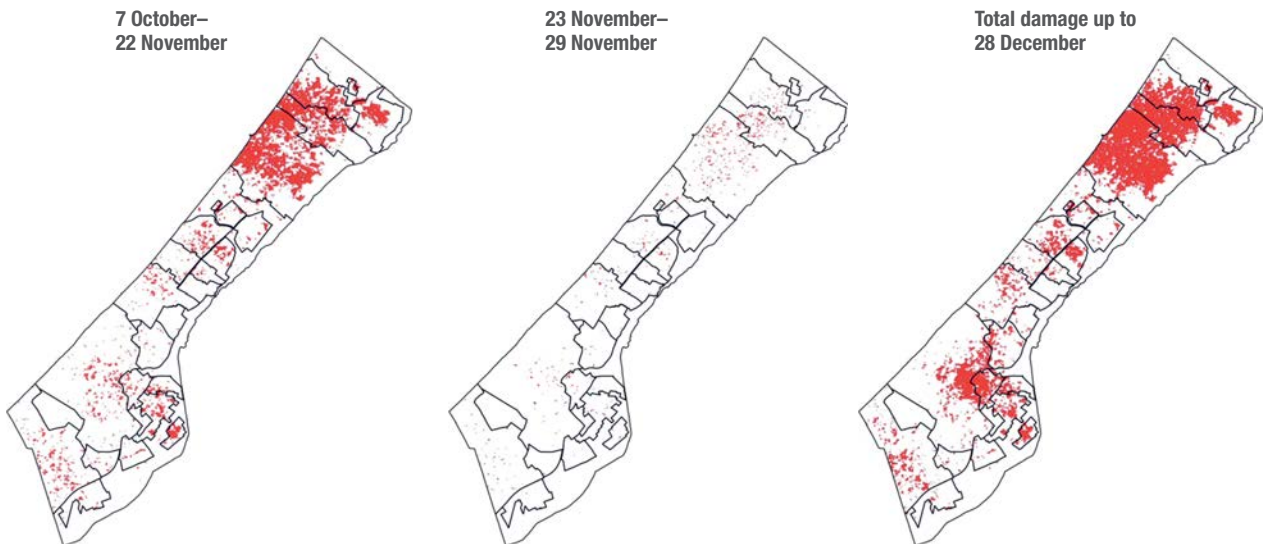 7 October–
22 November
23 November–
29 November
Total damage up to
28 December